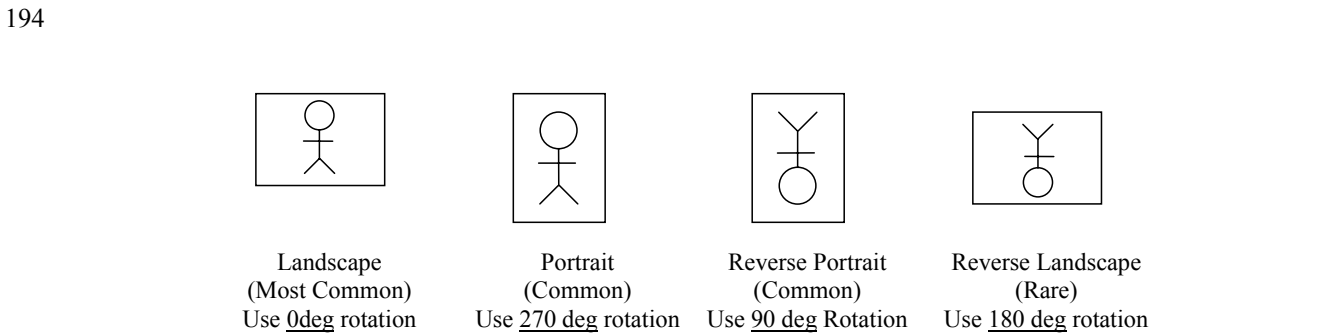 194
Landscape
(Most Common)
Use 0deg rotation
Portrait
(Common)
Use 270 deg rotation
Reverse Portrait
(Common)
Use 90 deg Rotation
Reverse Landscape
(Rare)
Use 180 deg rotation